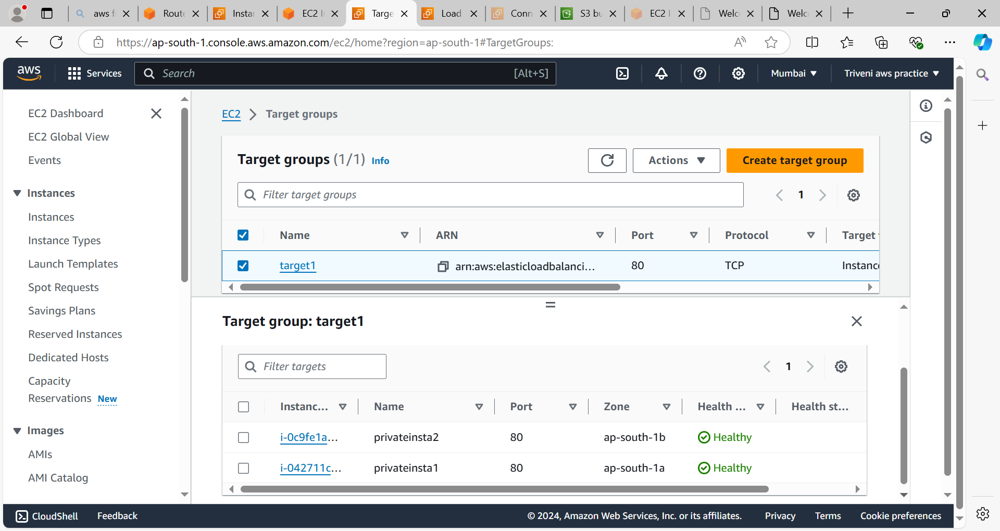 aws f
Route
Instan
EC2 I
Targe
Load
Conn
S3 bu
EC2 I
Welc
Welc
https://ap-south-1.console.aws.amazon.com/ec2/home?region=ap-south-1#TargetGroups:
aws
Services
Search
[Alt+S]
Mumbai
Triveni aws practice
EC2 Dashboard
EC2 Global View
Events
Instances
Instances
Instance Types
Launch Templates
Spot Requests
Savings Plans
Reserved Instances
Dedicated Hosts
Capacity
Reservations New
Images
AMIs
AMI Catalog
EC2 Target groups
Target groups (1/1) Info
Actions
Create target group
Filter target groups
1
Name ARN Port Protocol Target
target1 arn:aws:elasticloadbalanci... 80 TCP Instance
Target group: target1
Filter targets
1
Instanc... Name Port Zone Health ... Health st...
i-0c9fe1a... privateinsta2 80 ap-south-1b Healthy
i-042711c... privateinsta1 80 ap-south-1a Healthy
CloudShell Feedback © 2024, Amazon Web Services, Inc. or its affiliates. Privacy Terms Cookie preferences